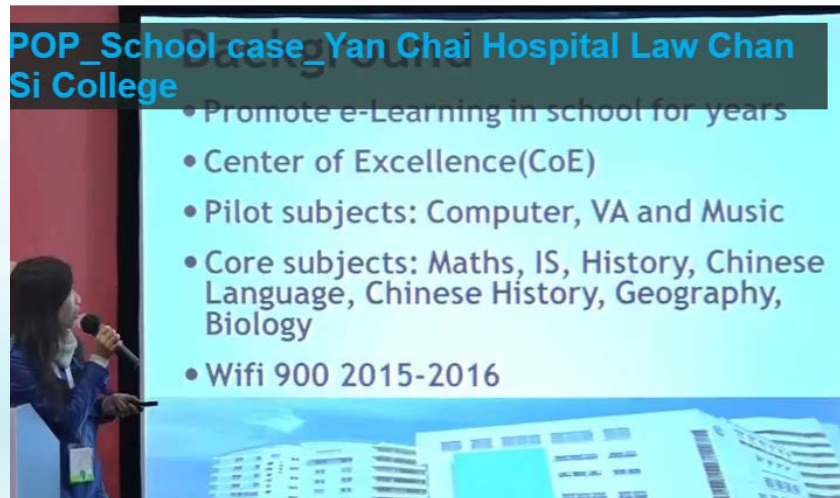 POP_School case_Yan Chai Hospital Law Chan
Si College
Background
• Promote e-Learning in school for years
• Center of Excellence(CoE)
• Pilot subjects: Computer, VA and Music
• Core subjects: Maths, IS, History, Chinese
Language, Chinese History, Geography,
Biology
• Wifi 900 2015-2016